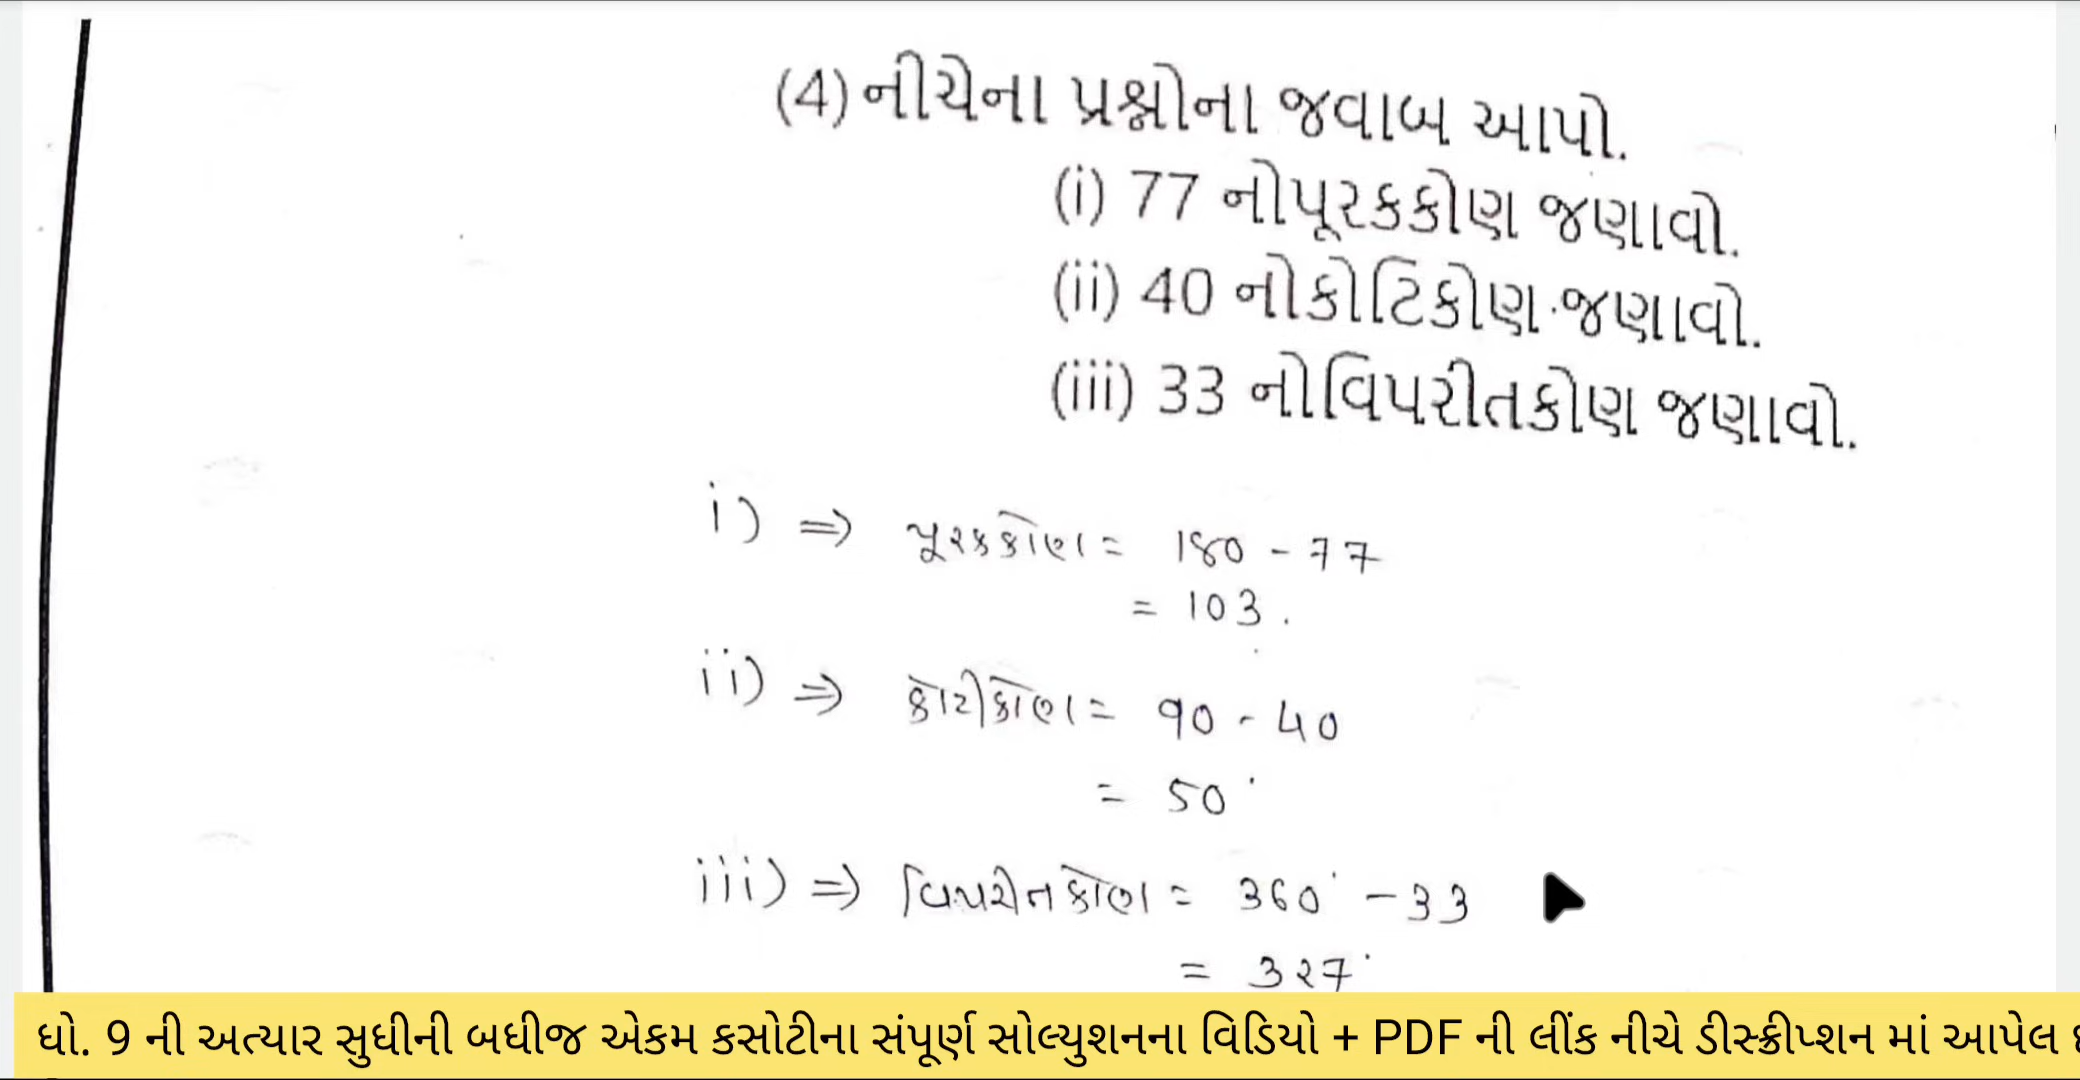 (4) નીચેના પ્રશ્નોના જવાબ આપો.
(i) 77 નોપૂરકકોણ જણાવો.
(ii) 40 નોકોટિકોણ જણાવો.
(iii) 33 નોવિપરીતકોણ જણાવો.
i) ⇒ પૂરકકોણ = 180 - 77
= 103.
ii) ⇒ કોટીકોણ = 90 - 40
= 50°
iii) ⇒ વિપરીતકોણ = 360° - 33
= 327°
ધો. 9 ની અત્યાર સુધીની બધીજ એકમ કસોટીના સંપૂર્ણ સોલ્યુશનના વિડિયો + PDF ની લીંક નીચે ડીસ્ક્રીપ્શન માં આપેલ